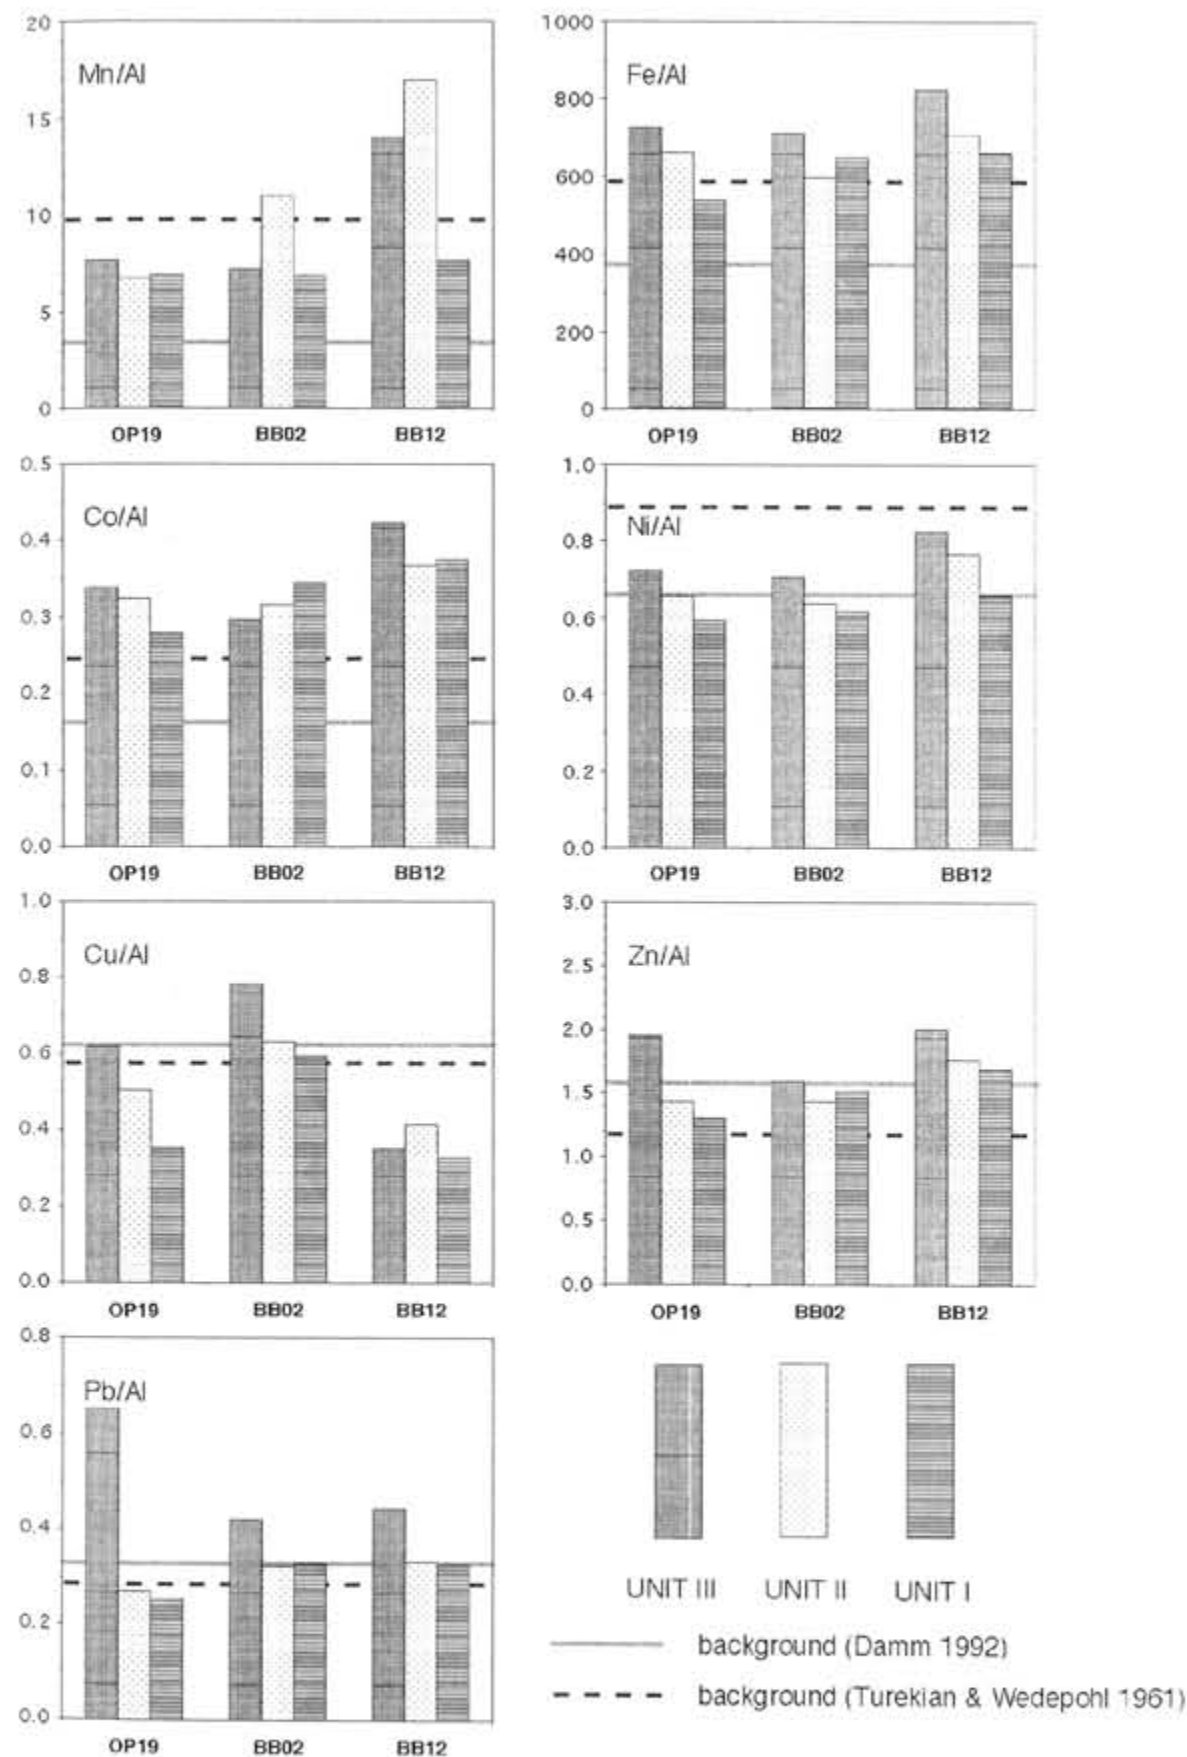 Mn/Al
20
15
10
5
0
OP19 BB02 BB12
Fe/Al
1000
800
600
400
200
0
OP19 BB02 BB12
Co/Al
0.5
0.4
0.3
0.2
0.1
0.0
OP19 BB02 BB12
Ni/Al
1.0
0.8
0.6
0.4
0.2
0.0
OP19 BB02 BB12
Cu/Al
1.0
0.8
0.6
0.4
0.2
0.0
OP19 BB02 BB12
Zn/Al
3.0
2.5
2.0
1.5
1.0
0.5
0.0
OP19 BB02 BB12
Pb/Al
0.8
0.6
0.4
0.2
0.0
OP19 BB02 BB12
UNIT III UNIT II UNIT I
background (Damm 1992)
background (Turekian & Wedepohl 1961)